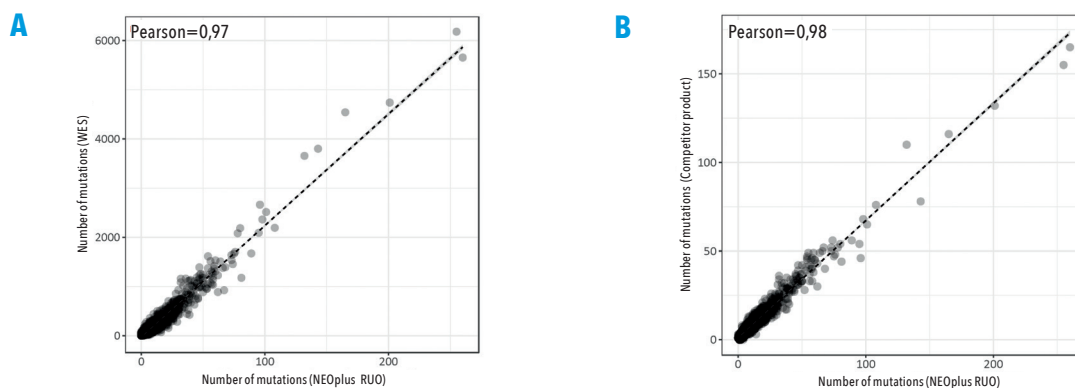 A
Pearson=0,97
6000
4000
2000
0
Number of mutations (WES)
0 100 200
Number of mutations (NEOplus RUO)
B
Pearson=0,98
150
100
50
0
Number of mutations (Competitor product)
0 100 200
Number of mutations (NEOplus RUO)